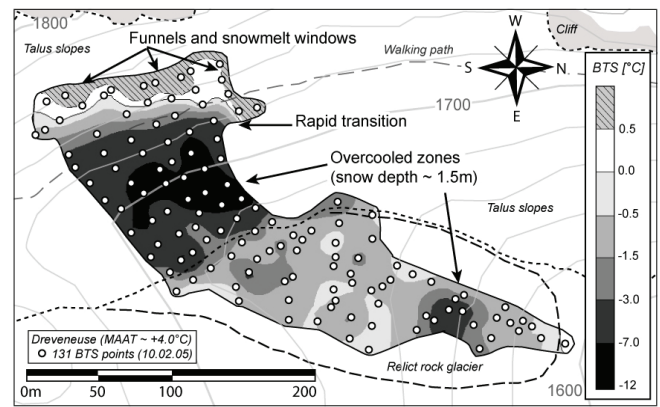 1800
Talus slopes
Funnels and snowmelt windows
Walking path
W
S
N
E
Cliff
BTS [°C]
1700
Rapid transition
0.5
0.0
-0.5
-1.5
-3.0
-7.0
-12
Overcooled zones
(snow depth ~ 1.5m)
Talus slopes
Dreveneuse (MAAT ~ +4.0°C)
131 BTS points (10.02.05)
Relict rock glacier
0m
50
100
200
1600